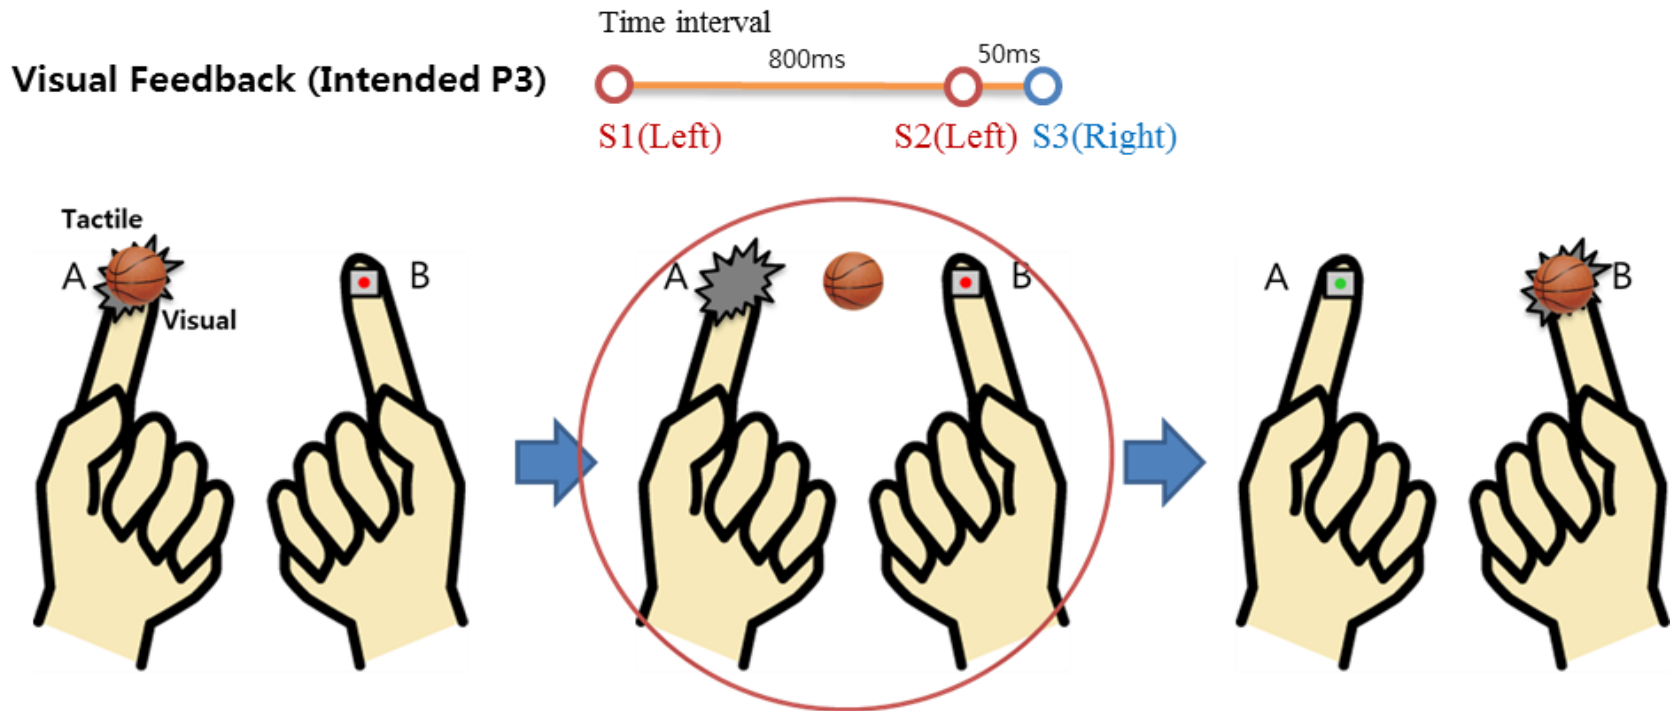 Time interval
Visual Feedback (Intended P3)
800ms
50ms
S1(Left)
S2(Left)
S3(Right)
Tactile
A
B
Visual
A
B
A
B